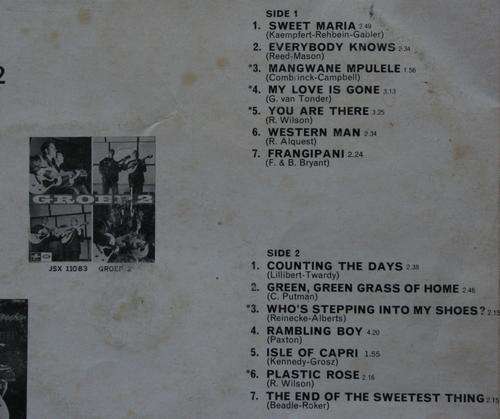 2
SIDE 1
1. SWEET MARIA 2.49
(Kaempfert-Rehbein-Gabler)
2. EVERYBODY KNOWS 2.34
(Reed-Mason)
*3. MANGWANE MPULELE 1.56
(Combrinck-Campbell)
*4. MY LOVE IS GONE 3.13
(G. van Tonder)
*5. YOU ARE THERE 3.25
(R. Wilson)
6. WESTERN MAN 2.34
(R. Alquest)
7. FRANGIPANI 2.24
(F. & B. Bryant)
GROEP 2
JSX 11083 GROEP 2
SIDE 2
1. COUNTING THE DAYS 2.38
(Lillibert-Twardy)
2. GREEN, GREEN GRASS OF HOME 2.46
(C. Putman)
*3. WHO'S STEPPING INTO MY SHOES? 2.13
(Reinecke-Alberts)
4. RAMBLING BOY 4.20
(Paxton)
5. ISLE OF CAPRI 1.55
(Kennedy-Grosz)
*6. PLASTIC ROSE 2.16
(R. Wilson)
7. THE END OF THE SWEETEST THING 2.15
(Beadle-Roker)